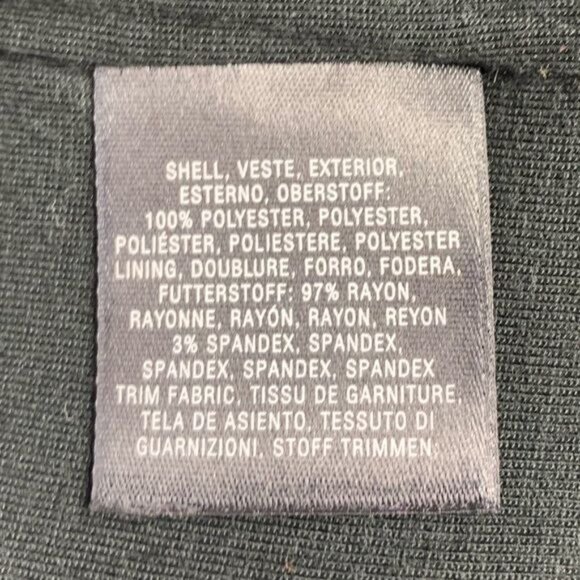 SHELL, VESTE, EXTERIOR,
ESTERNO, OBERSTOFF:
100% POLYESTER, POLYESTER,
POLIÉSTER, POLIESTERE, POLYESTER
LINING, DOUBLURE, FORRO, FODERA,
FUTTERSTOFF: 97% RAYON,
RAYONNE, RAYÓN, RAYON, REYON
3% SPANDEX, SPANDEX,
SPANDEX, SPANDEX, SPANDEX
TRIM FABRIC, TISSU DE GARNITURE,
TELA DE ASIENTO, TESSUTO DI
GUARNIZIONI, STOFF TRIMMEN: